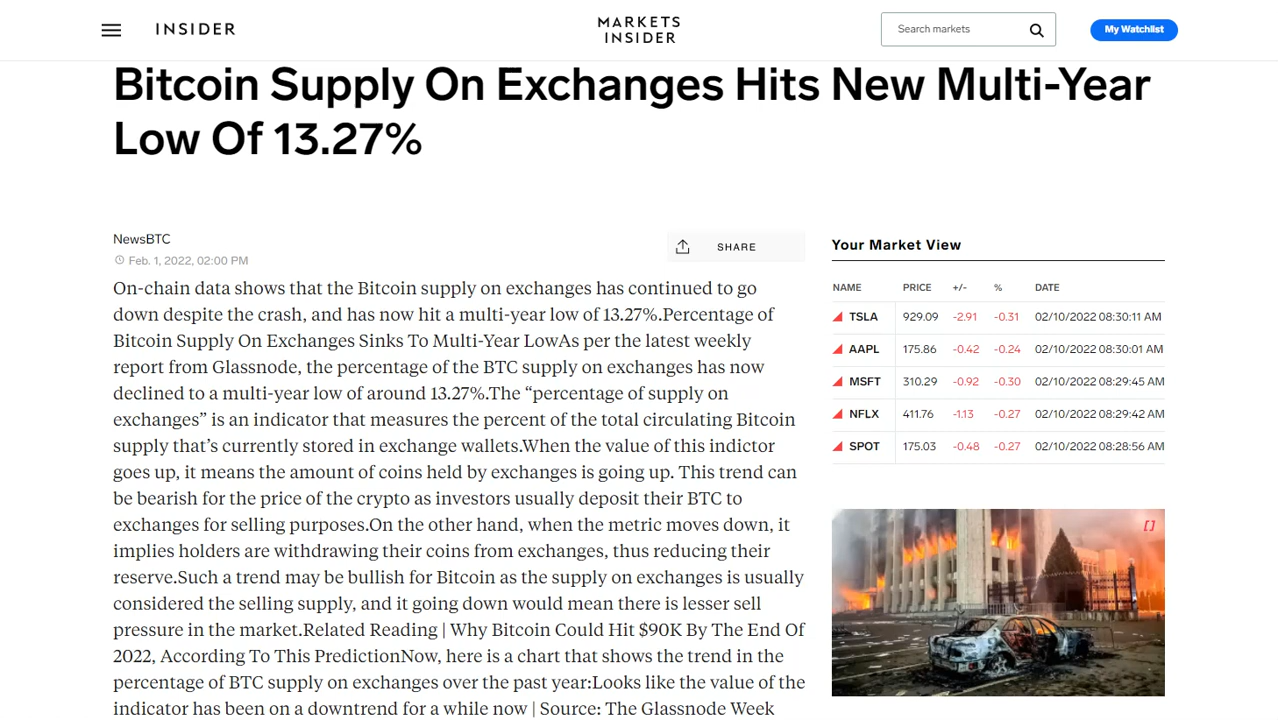 INSIDER
MARKETS
INSIDER
Search markets
My Watchlist
Bitcoin Supply On Exchanges Hits New Multi-Year
Low Of 13.27%
NewsBTC
Feb. 1, 2022, 02:00 PM
SHARE
On-chain data shows that the Bitcoin supply on exchanges has continued to go
down despite the crash, and has now hit a multi-year low of 13.27%.Percentage of
Bitcoin Supply On Exchanges Sinks To Multi-Year LowAs per the latest weekly
report from Glassnode, the percentage of the BTC supply on exchanges has now
declined to a multi-year low of around 13.27%.The “percentage of supply on
exchanges” is an indicator that measures the percent of the total circulating Bitcoin
supply that’s currently stored in exchange wallets.When the value of this indictor
goes up, it means the amount of coins held by exchanges is going up. This trend can
be bearish for the price of the crypto as investors usually deposit their BTC to
exchanges for selling purposes.On the other hand, when the metric moves down, it
implies holders are withdrawing their coins from exchanges, thus reducing their
reserve.Such a trend may be bullish for Bitcoin as the supply on exchanges is usually
considered the selling supply, and it going down would mean there is lesser sell
pressure in the market.Related Reading | Why Bitcoin Could Hit $90K By The End Of
2022, According To This PredictionNow, here is a chart that shows the trend in the
percentage of BTC supply on exchanges over the past year:Looks like the value of the
indicator has been on a downtrend for a while now | Source: The Glassnode Week
Your Market View
NAME PRICE +/- % DATE
TSLA 929.09 -2.91 -0.31 02/10/2022 08:30:11 AM
AAPL 175.86 -0.42 -0.24 02/10/2022 08:30:01 AM
MSFT 310.29 -0.92 -0.30 02/10/2022 08:29:45 AM
NFLX 411.76 -1.13 -0.27 02/10/2022 08:29:42 AM
SPOT 175.03 -0.48 -0.27 02/10/2022 08:28:56 AM